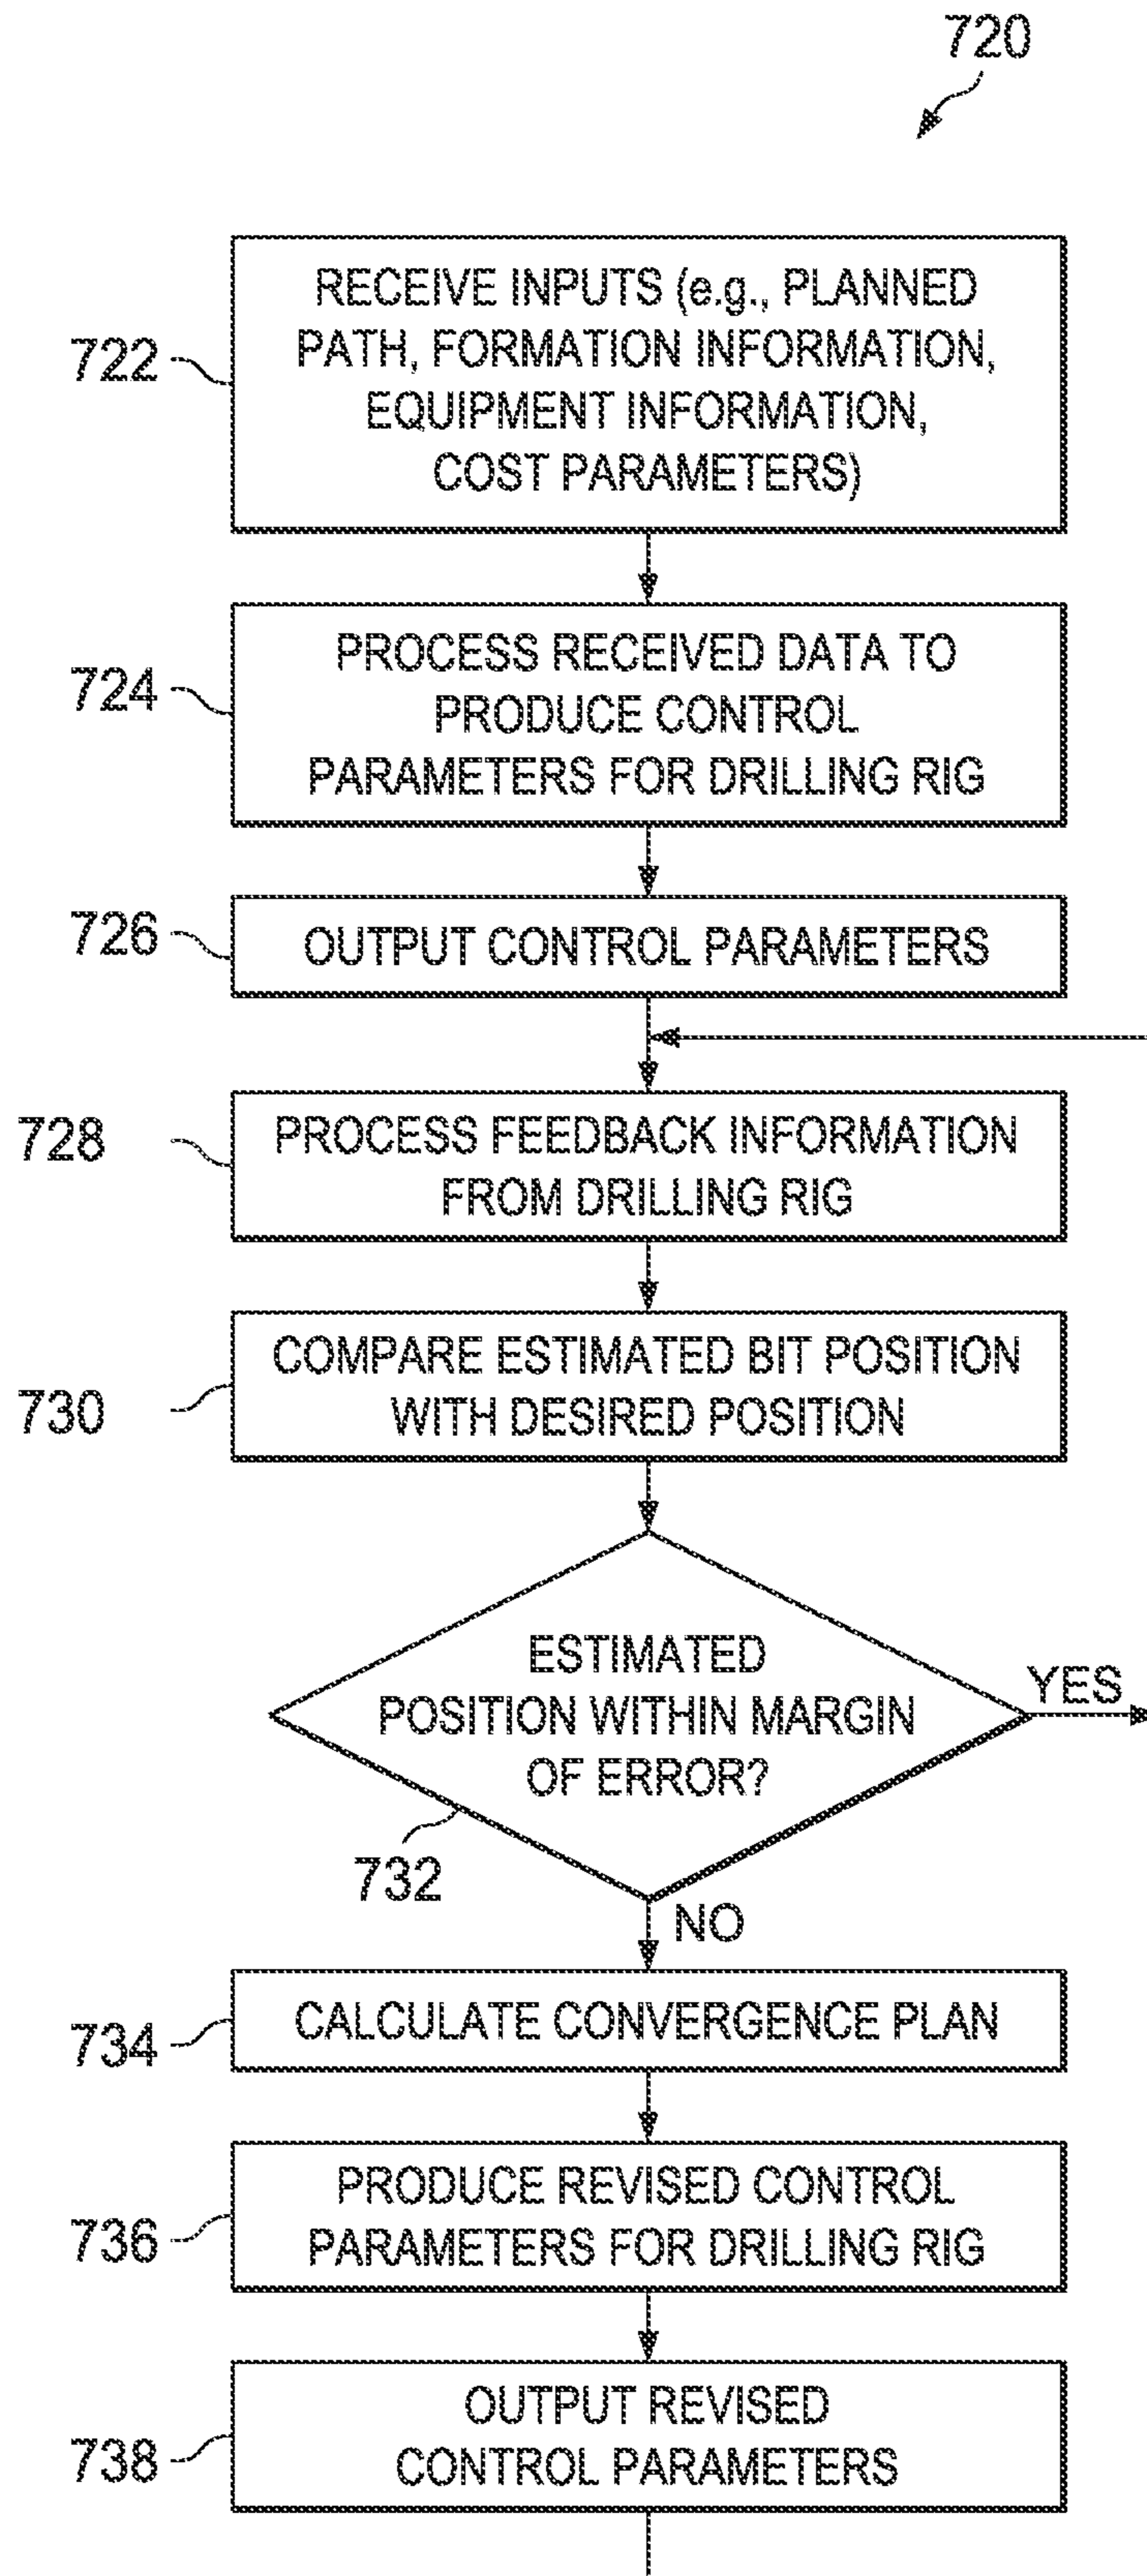 720
722
RECEIVE INPUTS (e.g., PLANNED
PATH, FORMATION INFORMATION,
EQUIPMENT INFORMATION,
COST PARAMETERS)
724
PROCESS RECEIVED DATA TO
PRODUCE CONTROL
PARAMETERS FOR DRILLING RIG
726
OUTPUT CONTROL PARAMETERS
728
PROCESS FEEDBACK INFORMATION
FROM DRILLING RIG
730
COMPARE ESTIMATED BIT POSITION
WITH DESIRED POSITION
ESTIMATED
POSITION WITHIN MARGIN
OF ERROR?
YES
732
NO
734
CALCULATE CONVERGENCE PLAN
736
PRODUCE REVISED CONTROL
PARAMETERS FOR DRILLING RIG
738
OUTPUT REVISED
CONTROL PARAMETERS